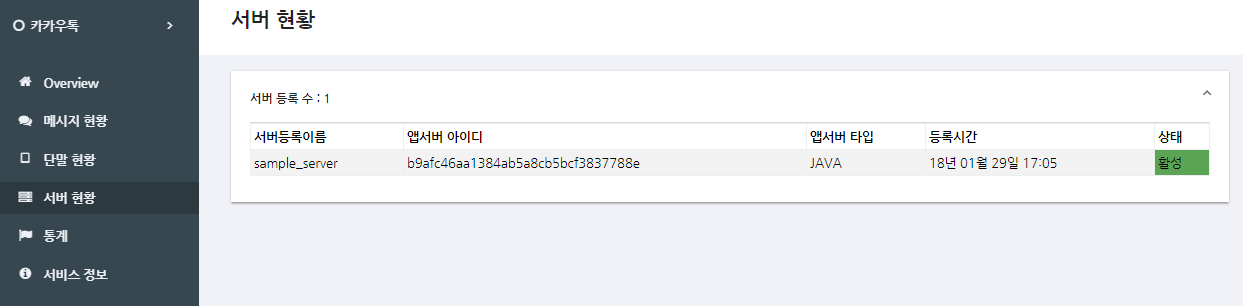 카카우톡
Overview
메시지 현황
단말 현황
서버 현황
통계
서비스 정보
서버 현황
서버 등록 수 : 1
서버등록이름 앱서버 아이디 앱서버 타입 등록시간 상태
sample_server b9afc46aa1384ab5a8cb5bcf3837788e JAVA 18년 01월 29일 17:05 활성